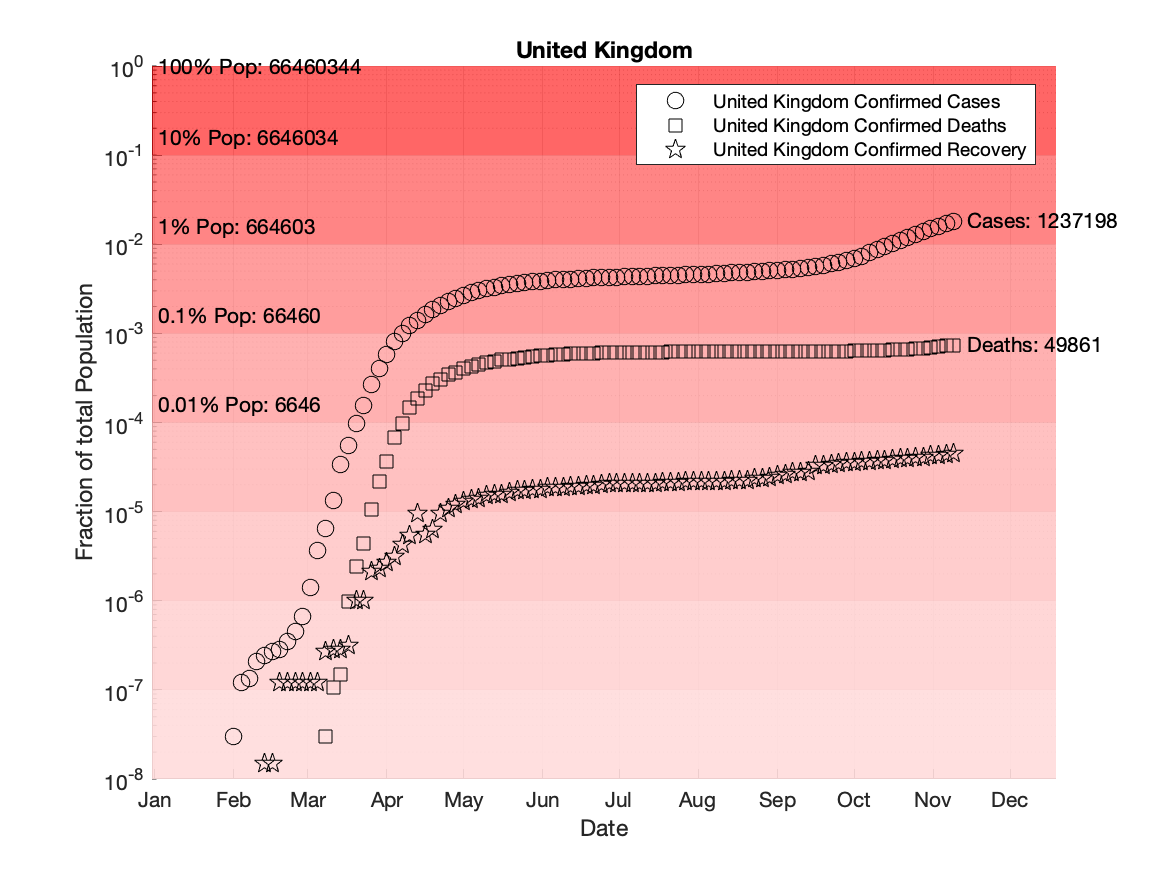 United Kingdom
10^0
100% Pop: 66460344
United Kingdom Confirmed Cases
United Kingdom Confirmed Deaths
10% Pop: 6646034
United Kingdom Confirmed Recovery
10^-1
1% Pop: 664603
Cases: 1237198
10^-2
0.1% Pop: 66460
10^-3
Deaths: 49861
0.01% Pop: 6646
10^-4
10^-5
10^-6
10^-7
10^-8
Fraction of total Population
Jan Feb Mar Apr May Jun Jul Aug Sep Oct Nov Dec
Date